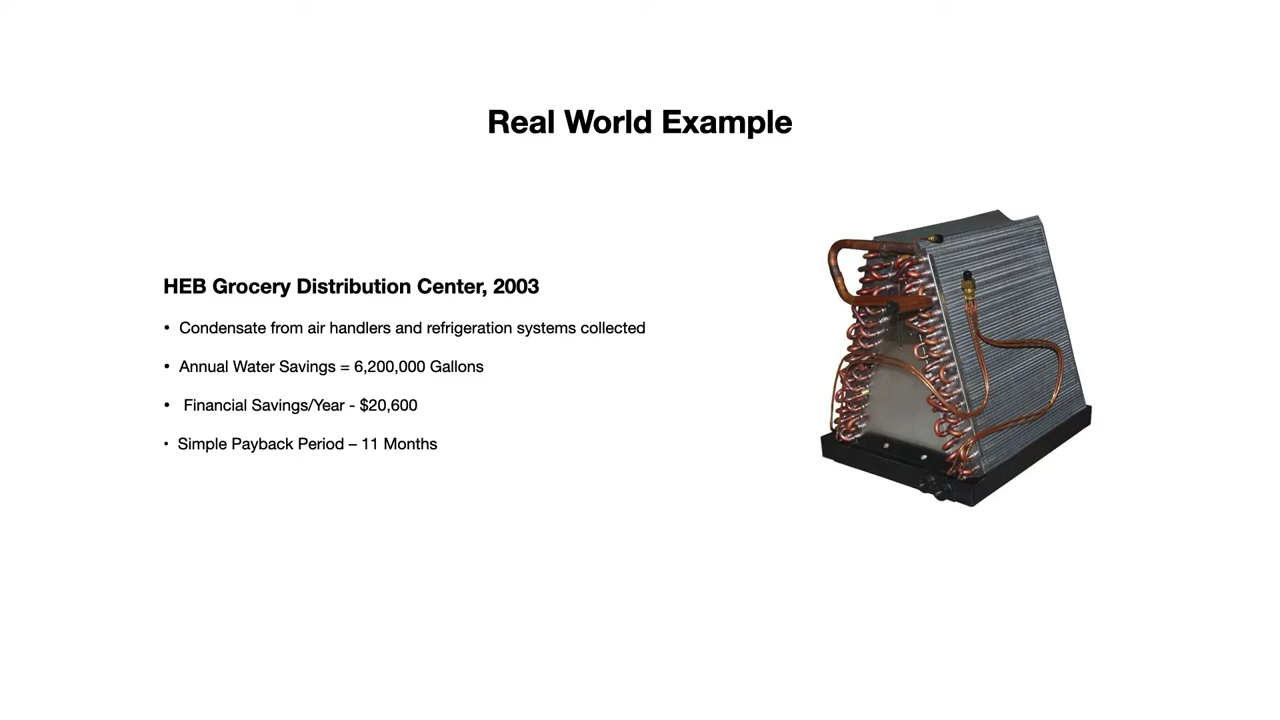 Real World Example
HEB Grocery Distribution Center, 2003
• Condensate from air handlers and refrigeration systems collected
• Annual Water Savings = 6,200,000 Gallons
• Financial Savings/Year - $20,600
• Simple Payback Period – 11 Months